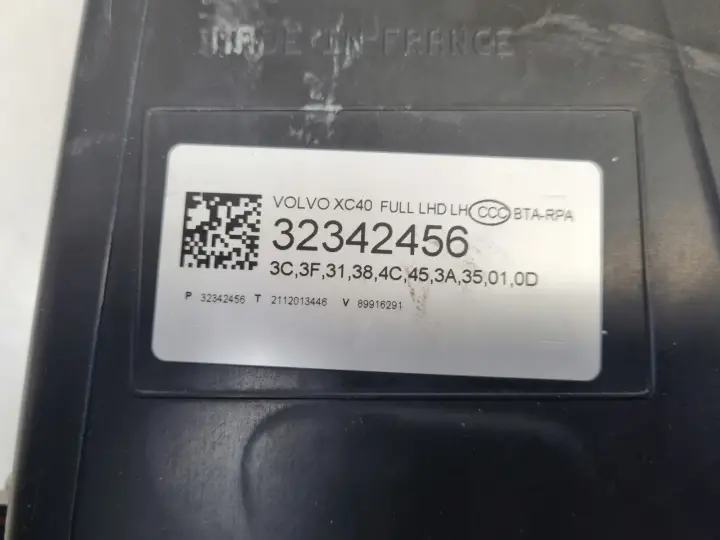 MADE·IN·FRANCE
VOLVO XC40 FULL LHD LH CCC BTA-RPA
32342456
3C,3F,31,38,4C,45,3A,35,01,0D
P 32342456 T 2112013446 V 89916291